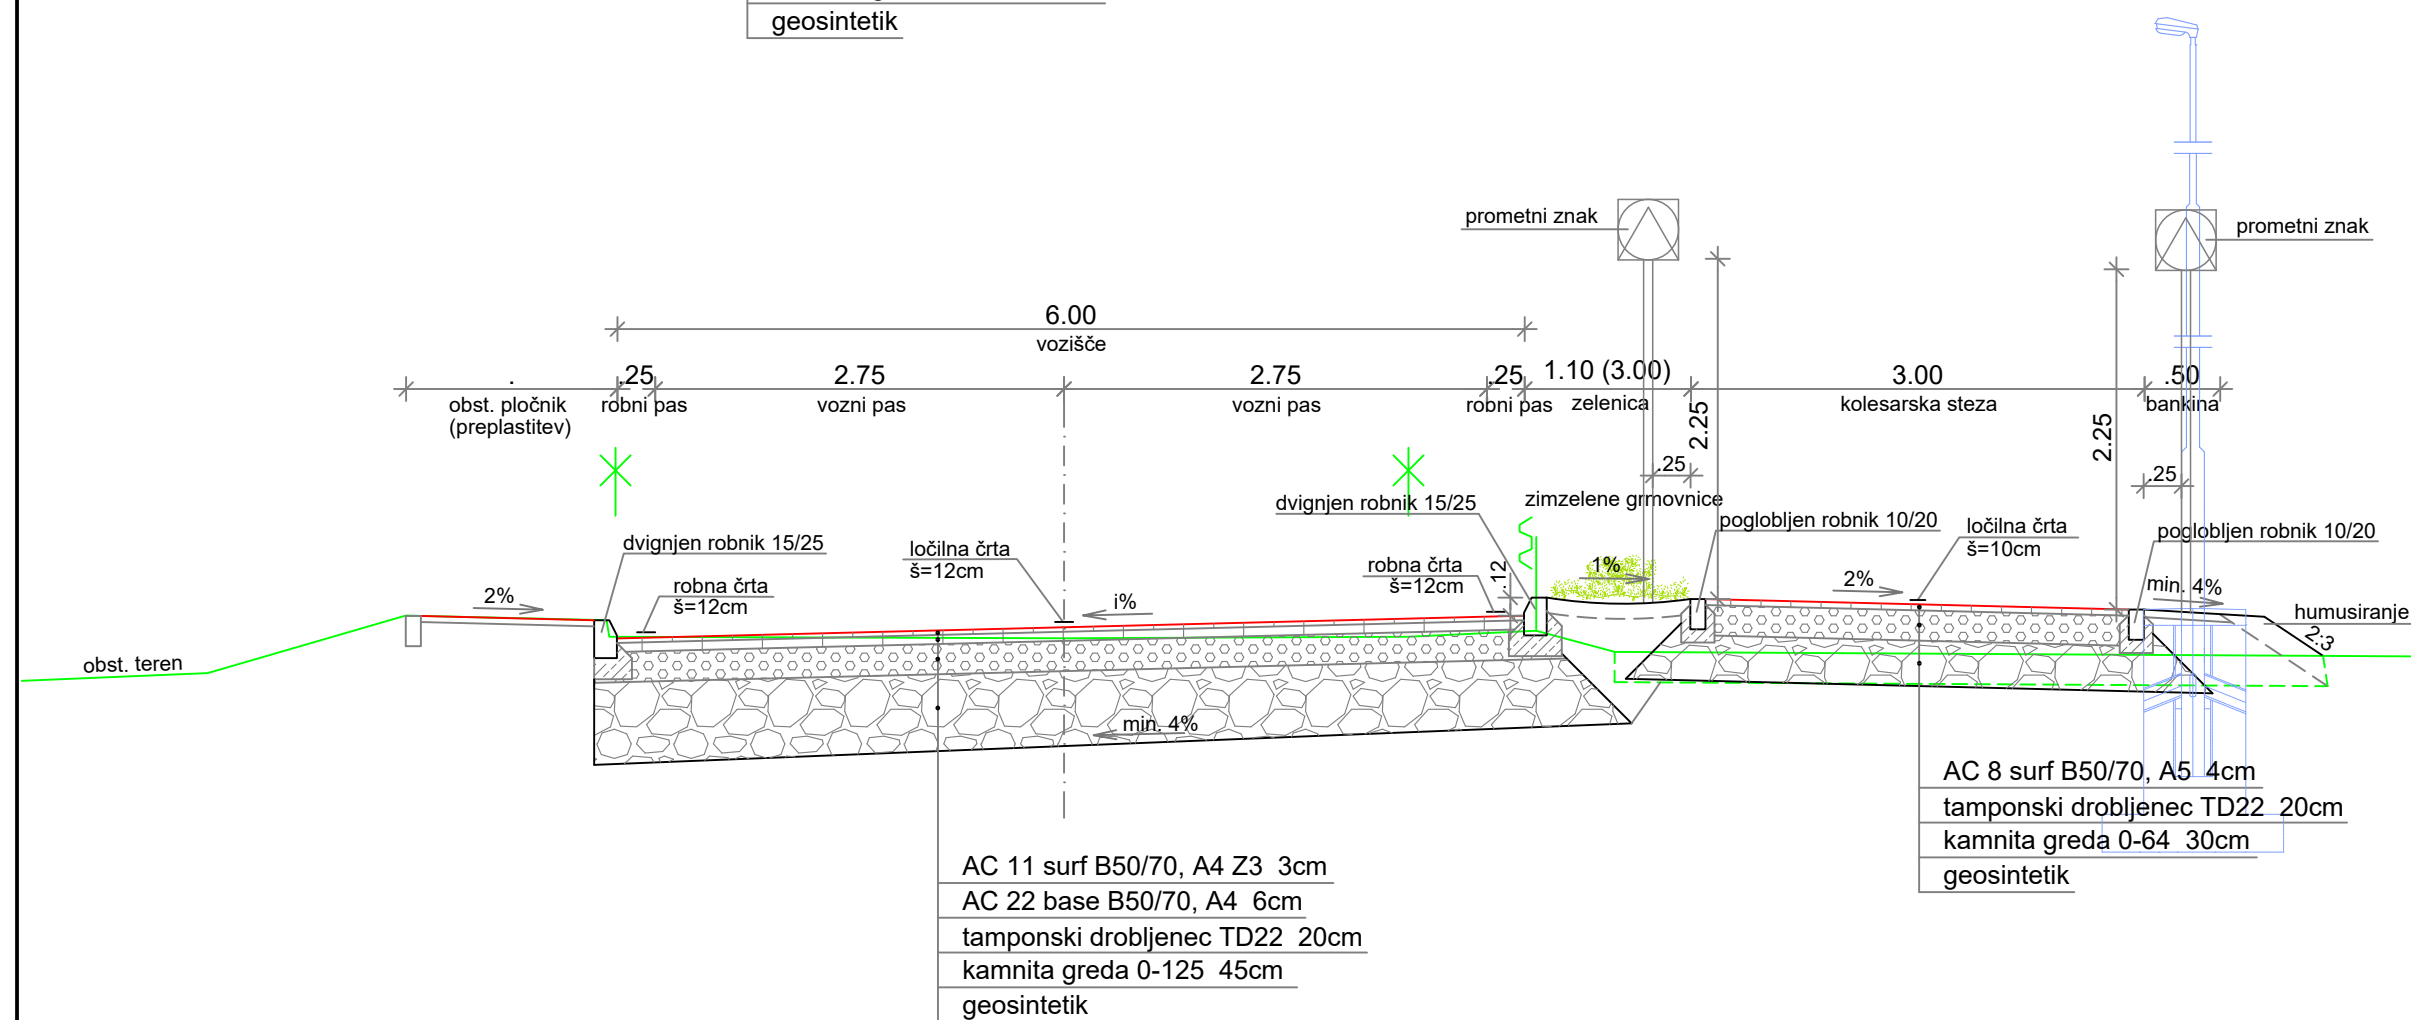 geosintetik
prometni znak
prometni znak
6.00
vozišče
.
.25
2.75
2.75
.25
1.10 (3.00)
3.00
.50
obst. pločnik
(preplastitev)
robni pas
vozni pas
vozni pas
robni pas
zelenica
kolesarska steza
bankina
2.25
2.25
.25
.25
dvignjen robnik 15/25
zimzelene grmovnice
poglobljen robnik 10/20
ločilna črta
š=10cm
poglobljen robnik 10/20
dvignjen robnik 15/25
ločilna črta
š=12cm
robna črta
š=12cm
robna črta
š=12cm
.12
1%
2%
min. 4%
2%
i%
humusiranje
2:3
obst. teren
min. 4%
AC 8 surf B50/70, A5 4cm
tamponski drobljenec TD22 20cm
kamnita greda 0-64 30cm
geosintetik
AC 11 surf B50/70, A4 Z3 3cm
AC 22 base B50/70, A4 6cm
tamponski drobljenec TD22 20cm
kamnita greda 0-125 45cm
geosintetik